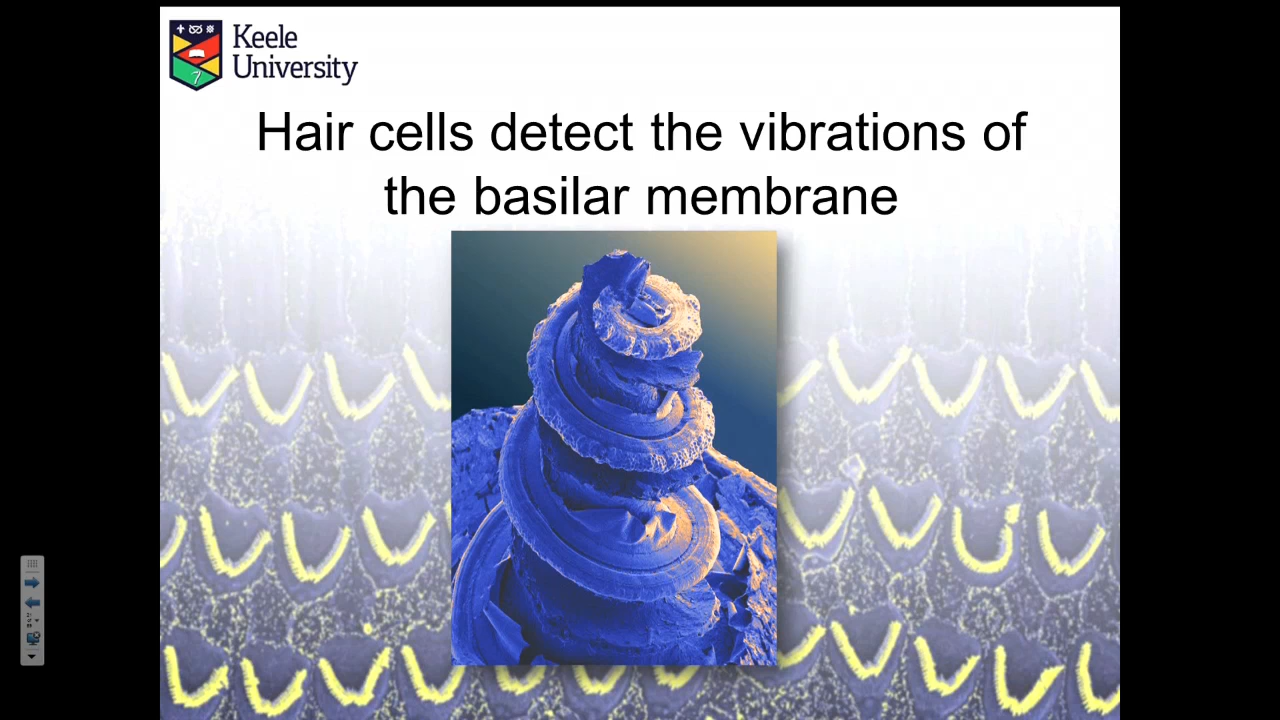 Keele
University
Hair cells detect the vibrations of
the basilar membrane